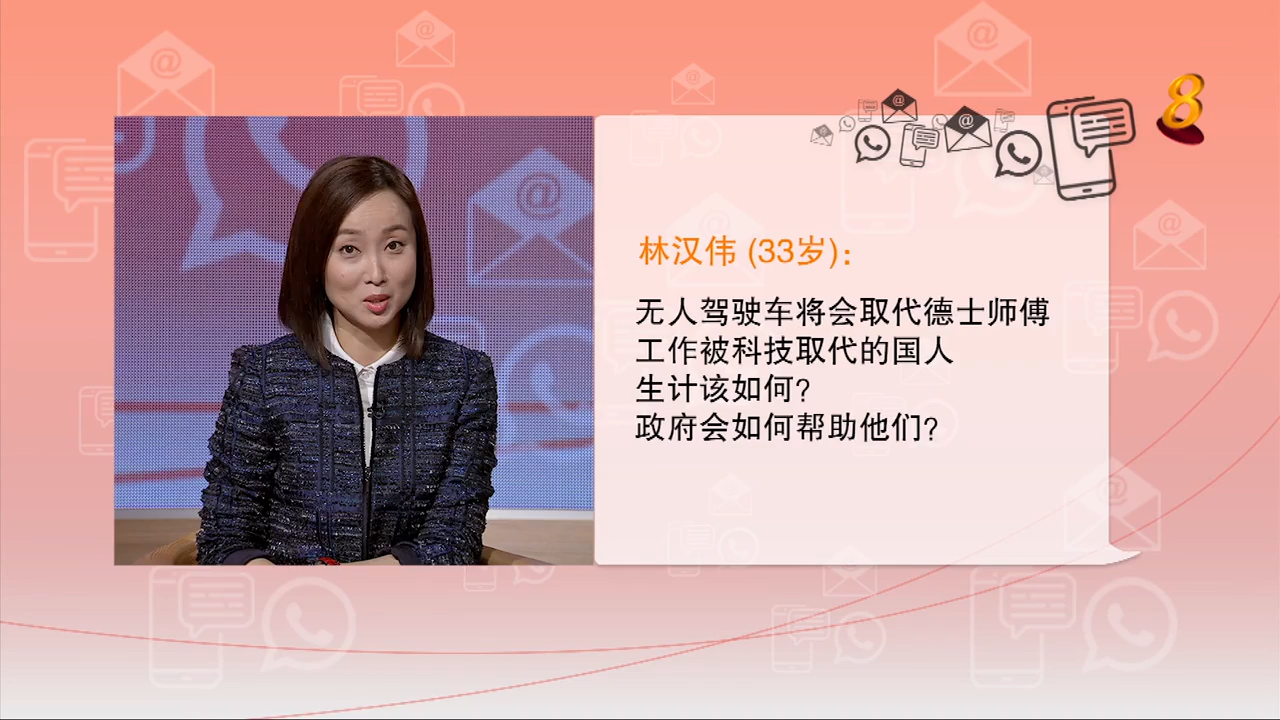 8
林汉伟 (33岁)：
无人驾驶车将会取代德士师傅
工作被科技取代的国人
生计该如何?
政府会如何帮助他们?